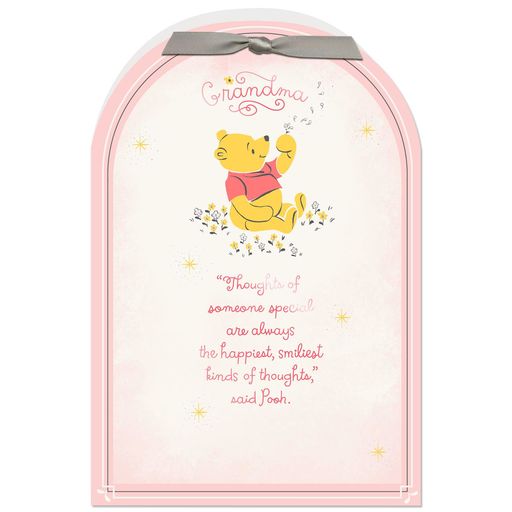 Grandma
“Thoughts of
someone special
are always
the happiest, smiliest
kinds of thoughts,”
said Pooh.